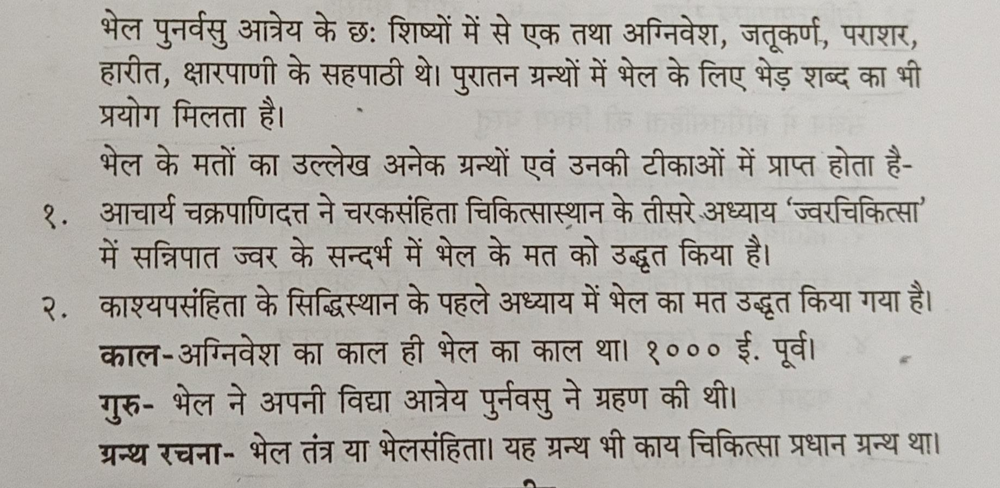 भेल पुनर्वसु आत्रेय के छः शिष्यों में से एक तथा अग्निवेश, जतूकर्ण, पराशर,
हारीत, क्षारपाणी के सहपाठी थे। पुरातन ग्रन्थों में भेल के लिए भेड़ शब्द का भी
प्रयोग मिलता है।
भेल के मतों का उल्लेख अनेक ग्रन्थों एवं उनकी टीकाओं में प्राप्त होता है-
१. आचार्य चक्रपाणिदत्त ने चरकसंहिता चिकित्सास्थान के तीसरे अध्याय ‘ज्वरचिकित्सा’
में सन्निपात ज्वर के सन्दर्भ में भेल के मत को उद्धृत किया है।
२. काश्यपसंहिता के सिद्धिस्थान के पहले अध्याय में भेल का मत उद्धृत किया गया है।
काल-अग्निवेश का काल ही भेल का काल था। १००० ई. पूर्व।
गुरु- भेल ने अपनी विद्या आत्रेय पुर्नवसु ने ग्रहण की थी।
ग्रन्थ रचना- भेल तंत्र या भेलसंहिता। यह ग्रन्थ भी काय चिकित्सा प्रधान ग्रन्थ था।